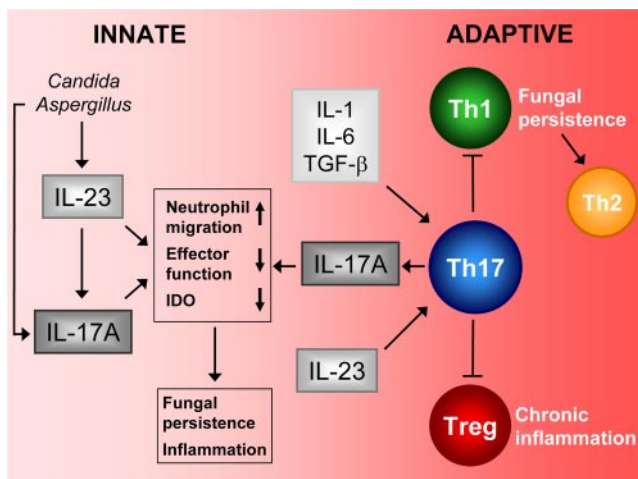 INNATE
ADAPTIVE
Candida
Aspergillus
IL-23
IL-17A
Neutrophil
migration
Effector
function
IDO
Fungal
persistence
Inflammation
IL-1
IL-6
TGF-β
IL-17A
IL-23
Th1
Fungal
persistence
Th2
Th17
Treg
Chronic
inflammation